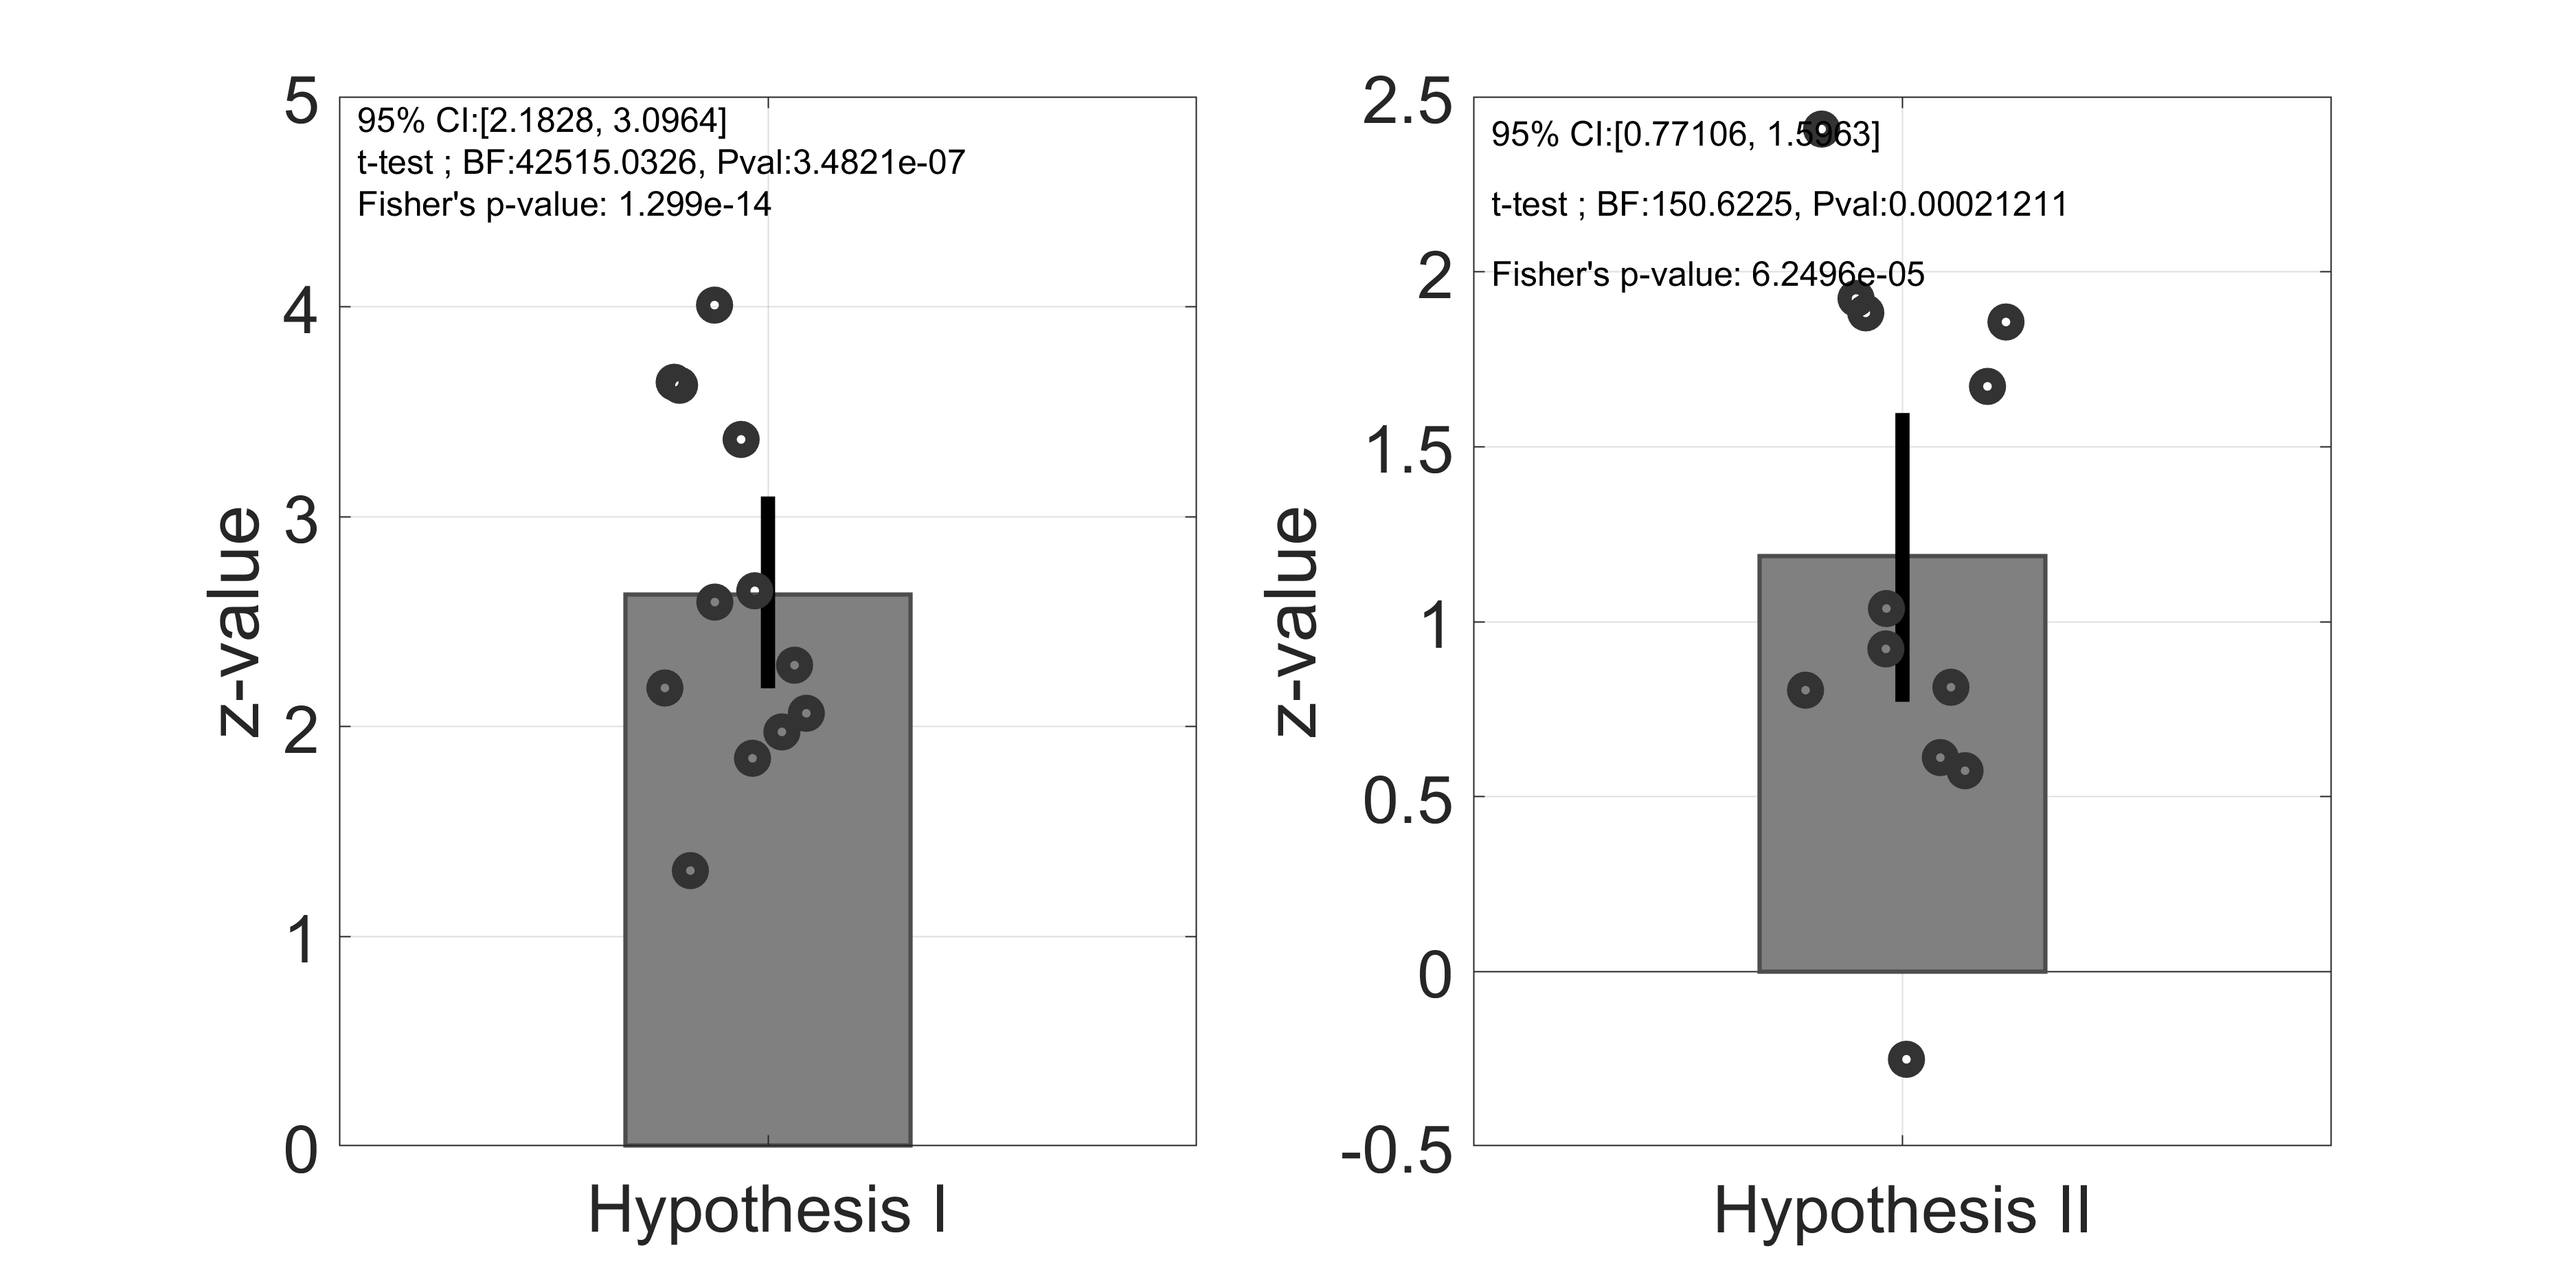 5
4
3
2
1
0
z-value
95% CI:[2.1828, 3.0964]
t-test ; BF:42515.0326, Pval:3.4821e-07
Fisher's p-value: 1.299e-14
Hypothesis I
2.5
2
1.5
1
0.5
0
-0.5
z-value
95% CI:[0.77106, 1.5963]
t-test ; BF:150.6225, Pval:0.00021211
Fisher's p-value: 6.2496e-05
Hypothesis II